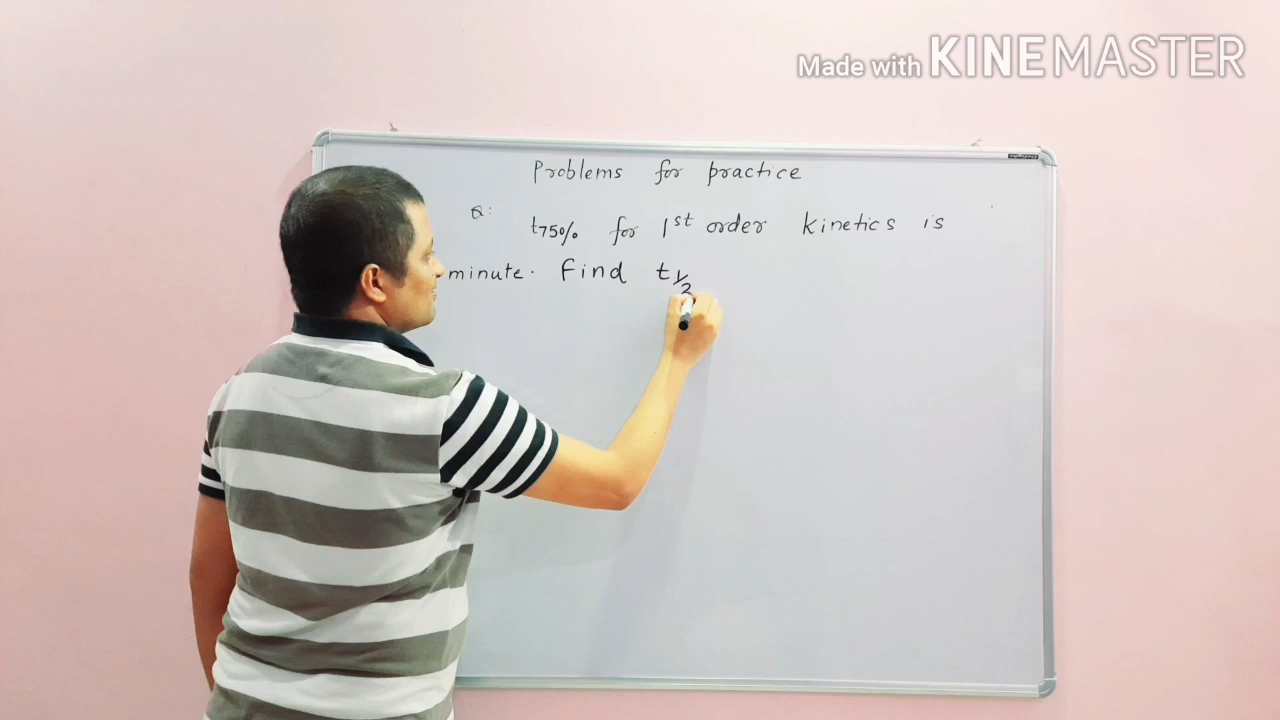 Made with KINEMASTER
Problems for practice
Q:
t75% for 1st order kinetics is
minute. Find t1/2